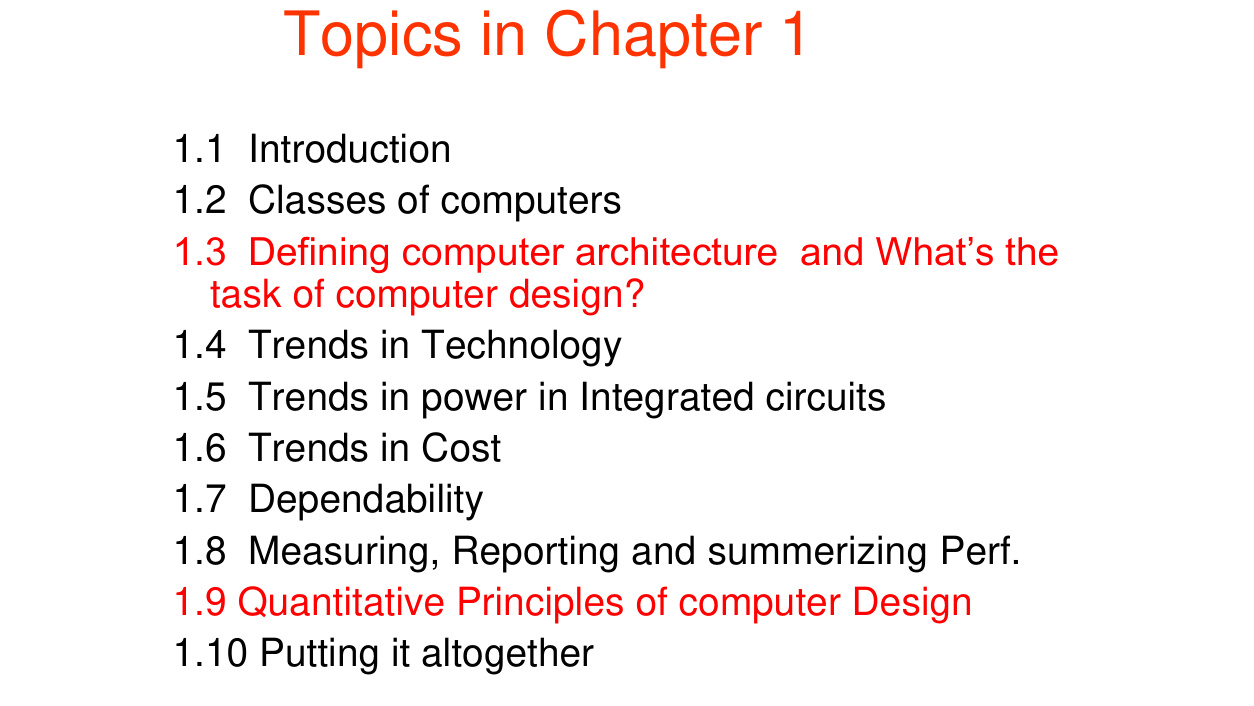 Topics in Chapter 1
1.1 Introduction
1.2 Classes of computers
1.3 Defining computer architecture and What’s the
task of computer design?
1.4 Trends in Technology
1.5 Trends in power in Integrated circuits
1.6 Trends in Cost
1.7 Dependability
1.8 Measuring, Reporting and summerizing Perf.
1.9 Quantitative Principles of computer Design
1.10 Putting it altogether